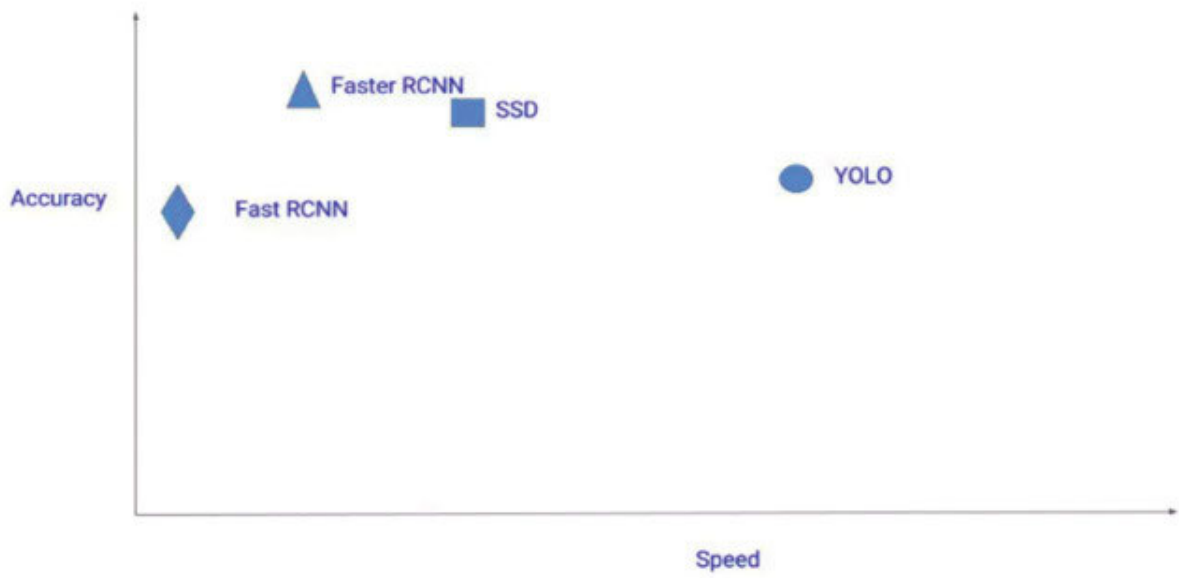 Faster RCNN
SSD
YOLO
Accuracy
Fast RCNN
Speed